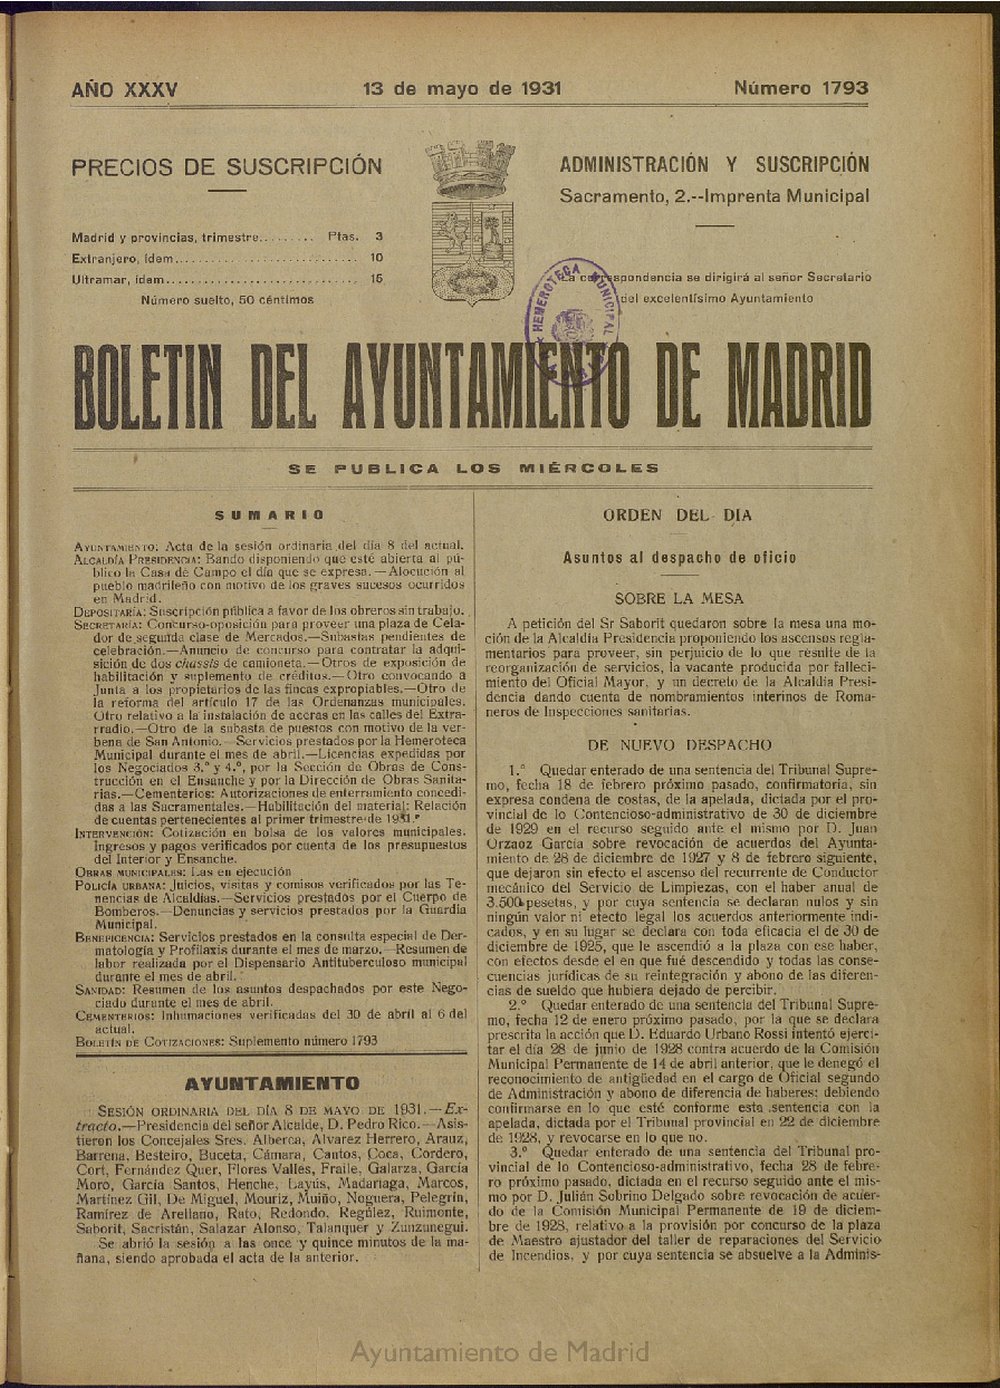 AÑO XXXV 13 de mayo de 1931 Número 1793
PRECIOS DE SUSCRIPCIÓN
Madrid y provincias, trimestre......... Ptas. 3
Extranjero, ídem............................ 10
Ultramar, ídem............................. 15
Número suelto, 50 céntimos
ADMINISTRACIÓN Y SUSCRIPCIÓN
Sacramento, 2.--Imprenta Municipal
La correspondencia se dirigirá al señor Secretario
del excelentísimo Ayuntamiento
HEMEROTECA MUNICIPAL
MADRID
BOLETIN DEL AYUNTAMIENTO DE MADRID
SE PUBLICA LOS MIÉRCOLES
SUMARIO
AYUNTAMIENTO: Acta de la sesión ordinaria del día 8 del actual.
ALCALDÍA PRESIDENCIA: Bando disponiendo que esté abierta al pú-
blico la Casa de Campo el día que se expresa.—Alocución al
pueblo madrileño con motivo de los graves sucesos ocurridos
en Madrid.
DEPOSITARÍA: Suscripción pública a favor de los obreros sin trabajo.
SECRETARÍA: Concurso-oposición para proveer una plaza de Cela-
dor de segunda clase de Mercados.—Subastas pendientes de
celebración.—Anuncio de concurso para contratar la adqui-
sición de dos chassis de camioneta.—Otros de exposición de
habilitación y suplemento de créditos.—Otro convocando a
Junta a los propietarios de las fincas expropiables.—Otro de
la reforma del artículo 17 de las Ordenanzas municipales.
Otro relativo a la instalación de aceras en las calles del Extra-
rradio.—Otro de la subasta de puestos con motivo de la ver-
bena de San Antonio.—Servicios prestados por la Hemeroteca
Municipal durante el mes de abril.—Licencias expedidas por
los Negociados 3.º y 4.º, por la Sección de Obras de Cons-
trucción en el Ensanche y por la Dirección de Obras Sanita-
rias.—Cementerios: Autorizaciones de enterramiento concedi-
das a las Sacramentales.—Habilitación del material: Relación
de cuentas pertenecientes al primer trimestre de 1931.
INTERVENCIÓN: Cotización en bolsa de los valores municipales.
Ingresos y pagos verificados por cuenta de los presupuestos
del Interior y Ensanche.
OBRAS MUNICIPALES: Las en ejecución
POLICÍA URBANA: Juicios, visitas y comisos verificados por las Te-
nencias de Alcaldías.—Servicios prestados por el Cuerpo de
Bomberos.—Denuncias y servicios prestados por la Guardia
Municipal.
BENEFICENCIA: Servicios prestados en la consulta especial de Der-
matología y Profilaxis durante el mes de marzo.—Resumen de
labor realizada por el Dispensario Antituberculoso municipal
durante el mes de abril.
SANIDAD: Resumen de los asuntos despachados por este Nego-
ciado durante el mes de abril.
CEMENTERIOS: Inhumaciones verificadas del 30 de abril al 6 del
actual.
BOLETÍN DE COTIZACIONES: Suplemento número 1793
AYUNTAMIENTO
SESIÓN ORDINARIA DEL DÍA 8 DE MAYO DE 1931.—Ex-
tracto.—Presidencia del señor Alcalde, D. Pedro Rico.—Asis-
tieron los Concejales Sres. Alberca, Alvarez Herrero, Arauz,
Barrena, Besteiro, Buceta, Cámara, Cantos, Coca, Cordero,
Cort, Fernández Quer, Flores Valles, Fraile, Galarza, García
Moro, García Santos, Henche, Layús, Madariaga, Marcos,
Martínez Gil, De Miguel, Mouriz, Muiño, Noguera, Pelegrín,
Ramírez de Arellano, Rato, Redondo, Regúlez, Ruimonte,
Saborit, Sacristán, Salazar Alonso, Talanquer y Zunzunegui.
Se abrió la sesión a las once y quince minutos de la ma-
ñana, siendo aprobada el acta de la anterior.
ORDEN DEL DIA
Asuntos al despacho de oficio
SOBRE LA MESA
A petición del Sr Saborit quedaron sobre la mesa una mo-
ción de la Alcaldía Presidencia proponiendo los ascensos regla-
mentarios para proveer, sin perjuicio de lo que resulte de la
reorganización de servicios, la vacante producida por falleci-
miento del Oficial Mayor, y un decreto de la Alcaldía Presi-
dencia dando cuenta de nombramientos interinos de Roma-
neros de Inspecciones sanitarias.
DE NUEVO DESPACHO
1.º Quedar enterado de una sentencia del Tribunal Supre-
mo, fecha 18 de febrero próximo pasado, confirmatoria, sin
expresa condena de costas, de la apelada, dictada por el pro-
vincial de lo Contencioso-administrativo de 30 de diciembre
de 1929 en el recurso seguido ante el mismo por D. Juan
Orzaoz García sobre revocación de acuerdos del Ayunta-
miento de 28 de diciembre de 1927 y 8 de febrero siguiente,
que dejaron sin efecto el ascenso del recurrente de Conductor
mecánico del Servicio de Limpiezas, con el haber anual de
3.500 pesetas, y por cuya sentencia se declaran nulos y sin
ningún valor ni efecto legal los acuerdos anteriormente indi-
cados, y en su lugar se declara con toda eficacia el de 30 de
diciembre de 1925, que le ascendió a la plaza con ese haber,
con efectos desde el en que fué descendido y todas las conse-
cuencias jurídicas de su reintegración y abono de las diferen-
cias de sueldo que hubiera dejado de percibir.
2.º Quedar enterado de una sentencia del Tribunal Supre-
mo, fecha 12 de enero próximo pasado, por la que se declara
prescrita la acción que D. Eduardo Urbano Rossi intentó ejerci-
tar el día 28 de junio de 1928 contra acuerdo de la Comisión
Municipal Permanente de 14 de abril anterior, que le denegó el
reconocimiento de antigüedad en el cargo de Oficial segundo
de Administración y abono de diferencia de haberes; debiendo
confirmarse en lo que esté conforme esta sentencia con la
apelada, dictada por el Tribunal provincial en 22 de diciembre
de 1928, y revocarse en lo que no.
3.º Quedar enterado de una sentencia del Tribunal pro-
vincial de lo Contencioso-administrativo, fecha 28 de febre-
ro próximo pasado, dictada en el recurso seguido ante el mis-
mo por D. Julián Sobrino Delgado sobre revocación de acuer-
do de la Comisión Municipal Permanente de 19 de diciem-
bre de 1928, relativo a la provisión por concurso de la plaza
de Maestro ajustador del taller de reparaciones del Servicio
de Incendios, y por cuya sentencia se absuelve a la Adminis-
Ayuntamiento de Madrid